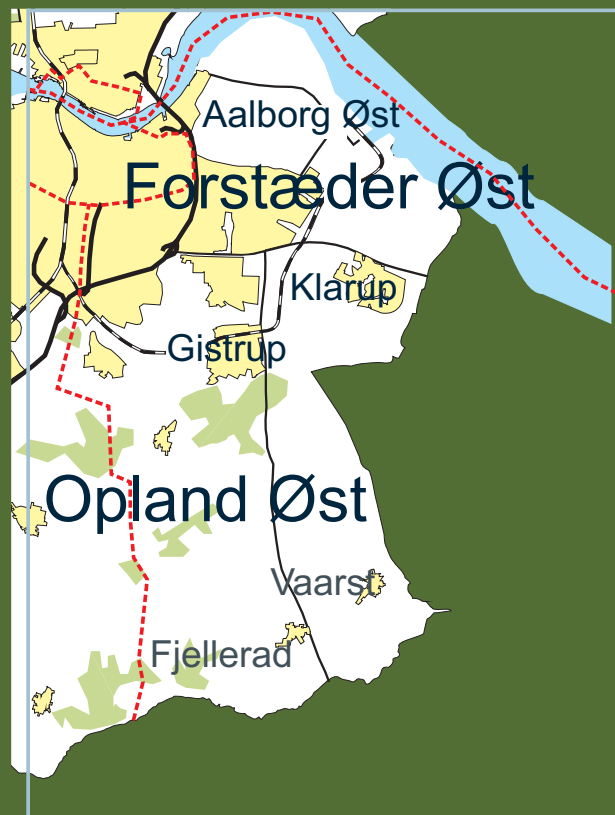 Aalborg Øst
Forstæder Øst
Klarup
Gistrup
Opland Øst
Vaarst
Fjellerad